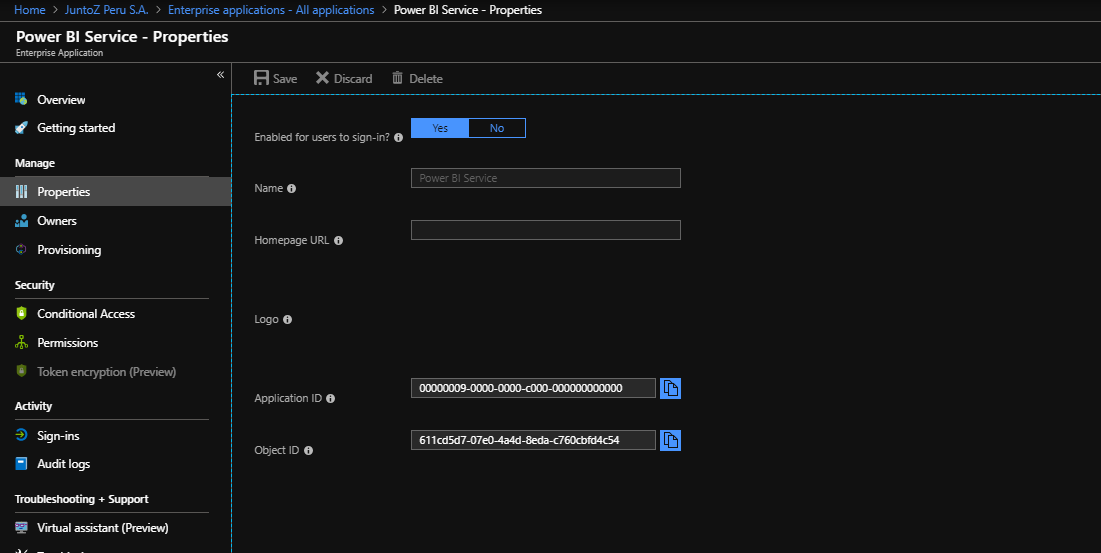 Home > JuntoZ Peru S.A. > Enterprise applications - All applications > Power BI Service - Properties
Power BI Service - Properties
Enterprise Application
«
Save Discard Delete
Overview
Getting started
Manage
Properties
Owners
Provisioning
Security
Conditional Access
Permissions
Token encryption (Preview)
Activity
Sign-ins
Audit logs
Troubleshooting + Support
Virtual assistant (Preview)
Enabled for users to sign-in? Yes No
Name Power BI Service
Homepage URL
Logo
Application ID 00000009-0000-0000-c000-000000000000
Object ID 611cd5d7-07e0-4a4d-8eda-c760cbfd4c54